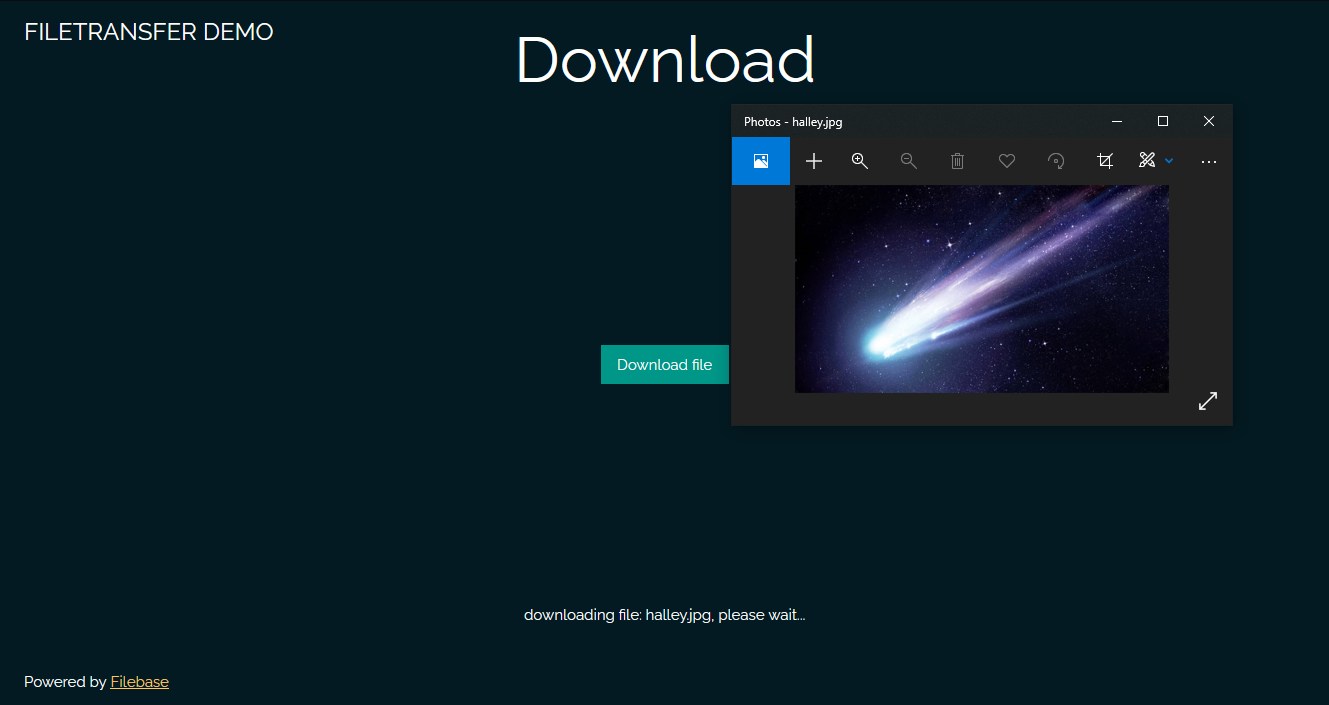 FILETRANSFER DEMO
Download
Photos - halley.jpg
Download file
downloading file: halley.jpg, please wait...
Powered by Filebase